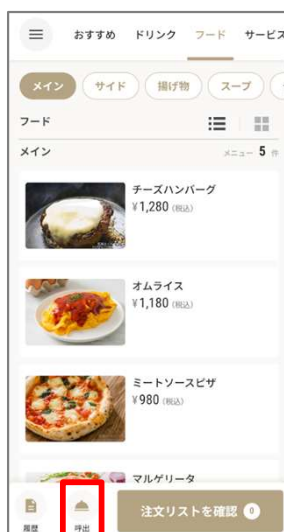 おすすめ ドリンク フード サービス
メイン サイド 揚げ物 スープ
フード
メイン メニュー 5 件
チーズハンバーグ
¥1,280 (税込)
オムライス
¥1,180 (税込)
ミートソースピザ
¥980 (税込)
マルゲリータ
履歴 呼出 注文リストを確認 0